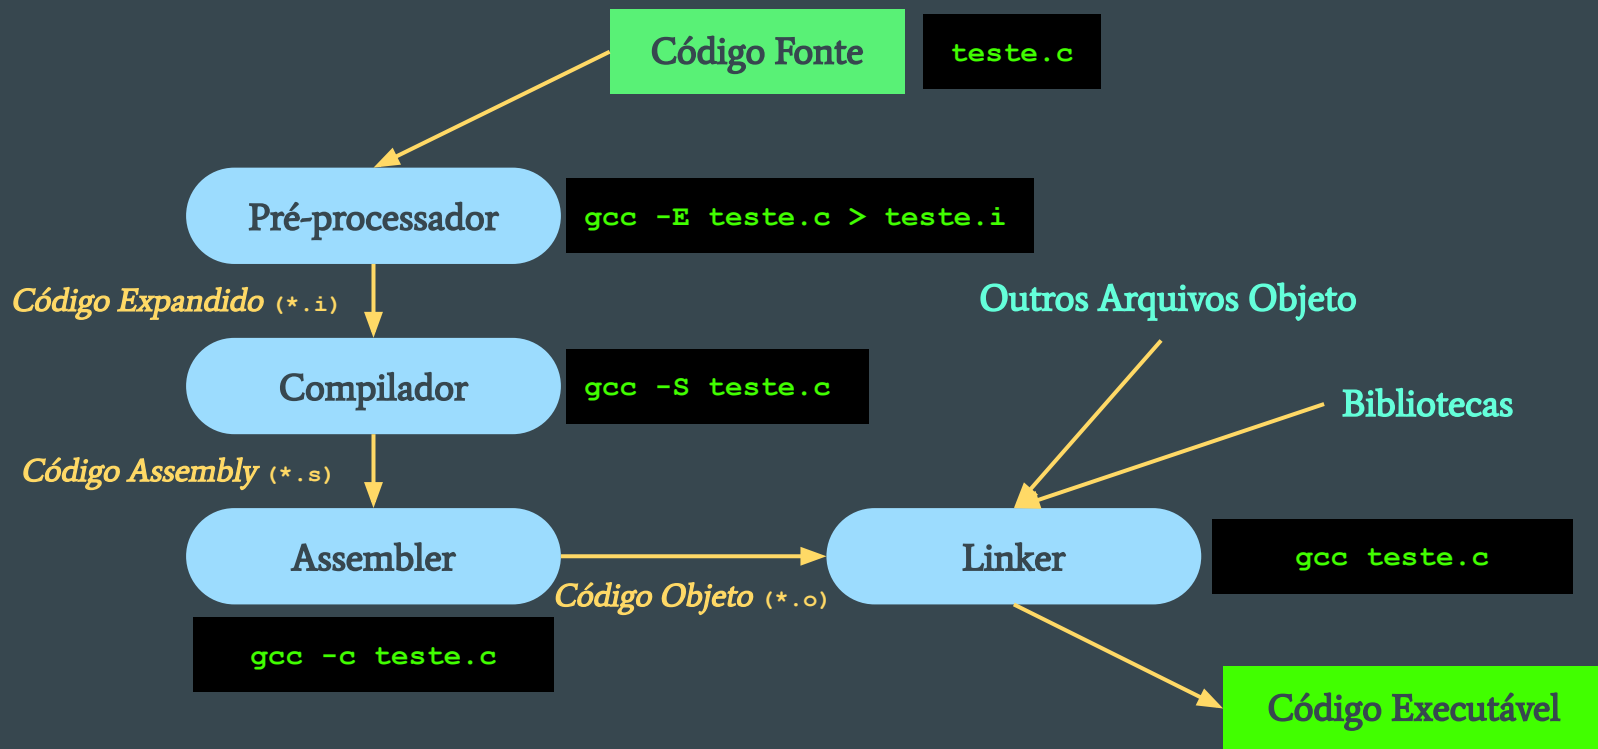 Código Fonte
teste.c
Pré-processador
gcc -E teste.c > teste.i
Código Expandido (*.i)
Outros Arquivos Objeto
Compilador
gcc -S teste.c
Bibliotecas
Código Assembly (*.s)
Assembler
Linker
gcc teste.c
Código Objeto (*.o)
gcc -c teste.c
Código Executável